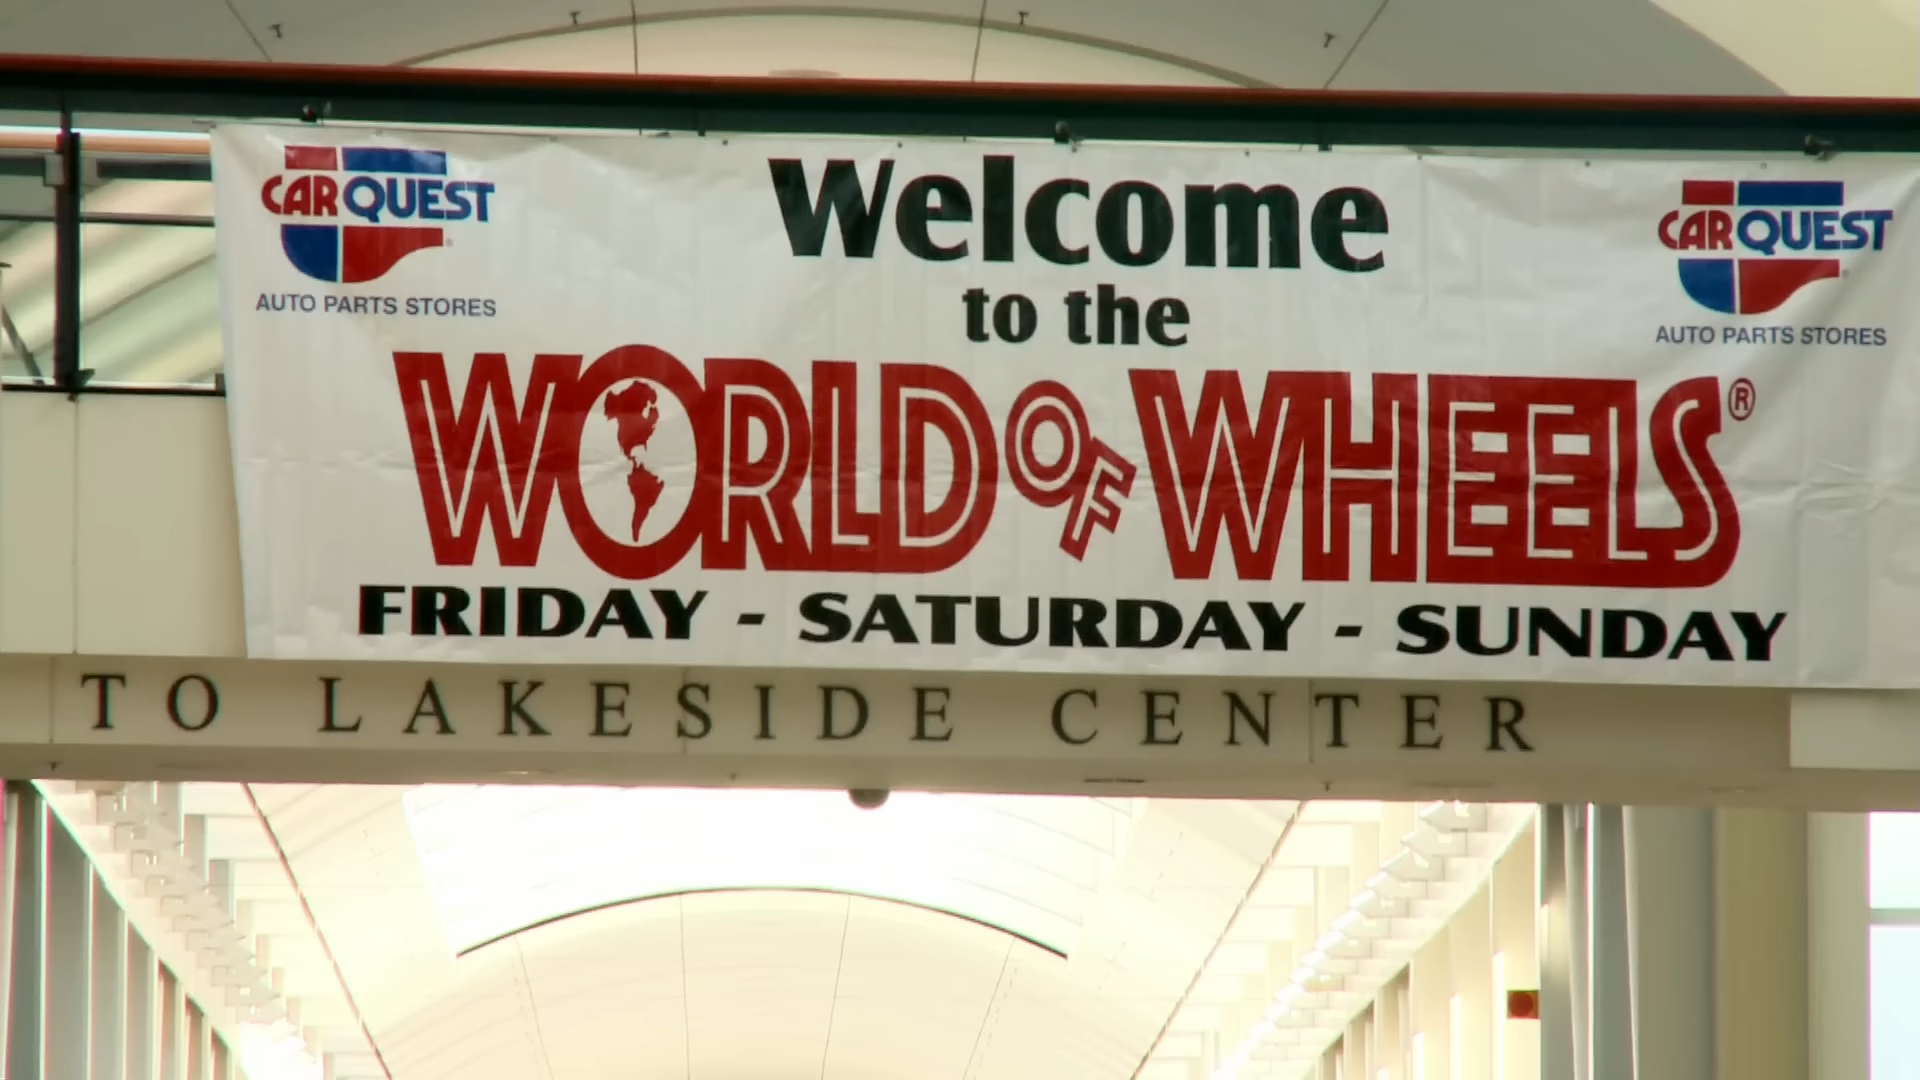 CARQUEST
AUTO PARTS STORES
Welcome
to the
WORLD OF WHEELS®
FRIDAY - SATURDAY - SUNDAY
CARQUEST
AUTO PARTS STORES
TO LAKESIDE CENTER